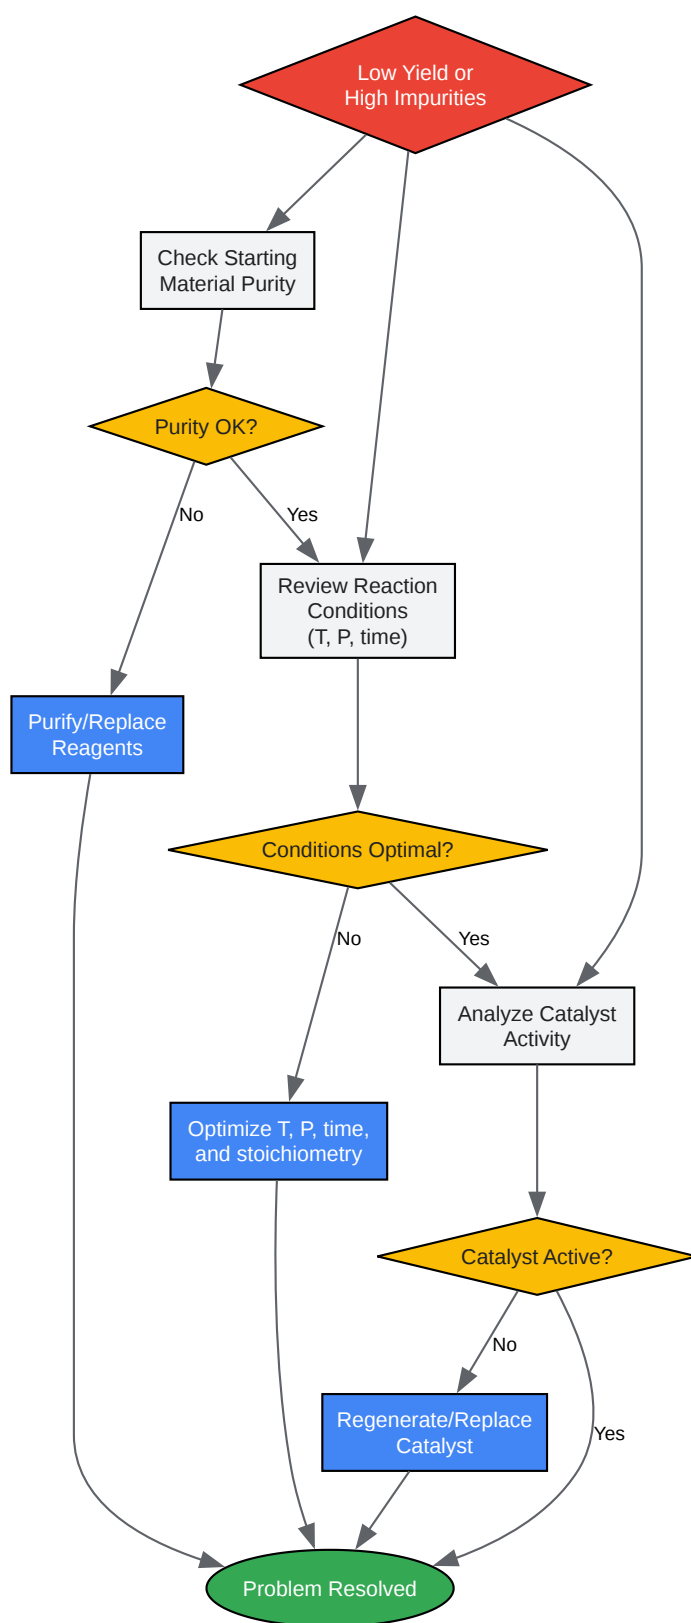 Low Yield or
High Impurities
Check Starting
Material Purity
Purity OK?
No
Yes
Review Reaction
Conditions
(T, P, time)
Purify/Replace
Reagents
Conditions Optimal?
No
Yes
Analyze Catalyst
Activity
Optimize T, P, time,
and stoichiometry
Catalyst Active?
No
Regenerate/Replace
Catalyst
Yes
Problem Resolved